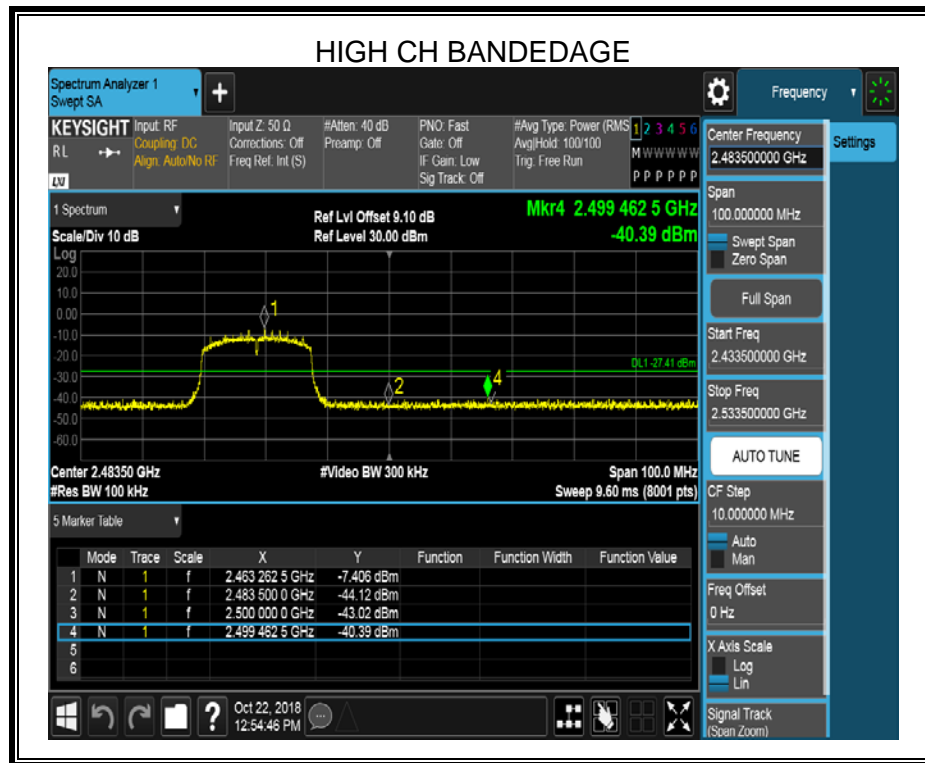 HIGH CH BANDEDAGE
Spectrum Analyzer 1
Swept SA
+
Frequency
KEYSIGHT
RL
LXI
Input: RF
Coupling: DC
Align: Auto/No RF
Input Z: 50 Ω
Corrections: Off
Freq Ref: Int (S)
#Atten: 40 dB
Preamp: Off
PNO: Fast
Gate: Off
IF Gain: Low
Sig Track: Off
#Avg Type: Power (RMS
Avg|Hold: 100/100
Trig: Free Run
1 2 3 4 5 6
M W W W W W
P P P P P P
1 Spectrum
Scale/Div 10 dB
Ref Lvl Offset 9.10 dB
Ref Level 30.00 dBm
Mkr4 2.499 462 5 GHz
-40.39 dBm
Log
20.0
10.0
0.00
-10.0
-20.0
-30.0
-40.0
-50.0
-60.0
1
2
4
DL1 -27.41 dBm
Center 2.48350 GHz
#Res BW 100 kHz
#Video BW 300 kHz
Span 100.0 MHz
Sweep 9.60 ms (8001 pts)
5 Marker Table
Mode Trace Scale X Y Function Function Width Function Value
1 N 1 f 2.463 262 5 GHz -7.406 dBm
2 N 1 f 2.483 500 0 GHz -44.12 dBm
3 N 1 f 2.500 000 0 GHz -43.02 dBm
4 N 1 f 2.499 462 5 GHz -40.39 dBm
5
6
Oct 22, 2018
12:54:46 PM
?
Center Frequency
2.483500000 GHz
Settings
Span
100.000000 MHz
Swept Span
Zero Span
Full Span
Start Freq
2.433500000 GHz
Stop Freq
2.533500000 GHz
AUTO TUNE
CF Step
10.000000 MHz
Auto
Man
Freq Offset
0 Hz
X Axis Scale
Log
Lin
Signal Track
(Span Zoom)